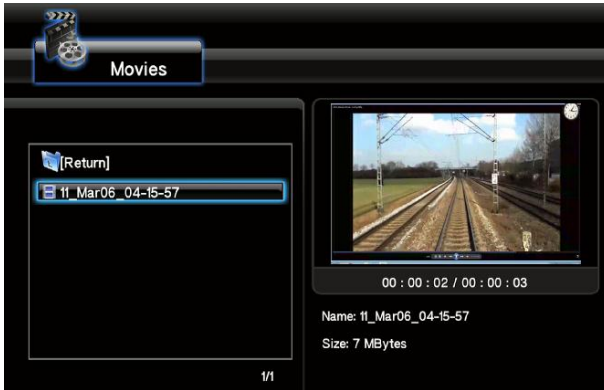 Movies
[Return]
11_Mar06_04-15-57
1/1
00 : 00 : 02 / 00 : 00 : 03
Name: 11_Mar06_04-15-57
Size: 7 MBytes